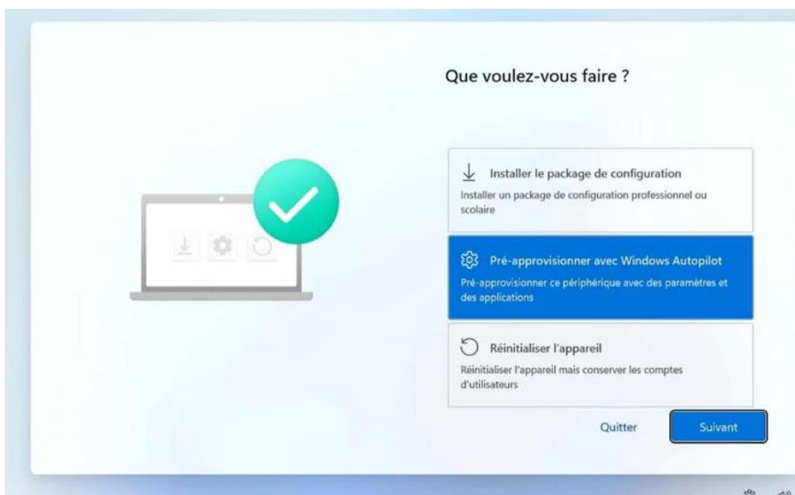 Que voulez-vous faire ?
Installer le package de configuration
Installer un package de configuration professionnel ou
scolaire
Pré-approvisionner avec Windows Autopilot
Pré-approvisionner ce périphérique avec des paramètres et
des applications
Réinitialiser l'appareil
Réinitialiser l'appareil mais conserver les comptes
d'utilisateurs
Quitter
Suivant